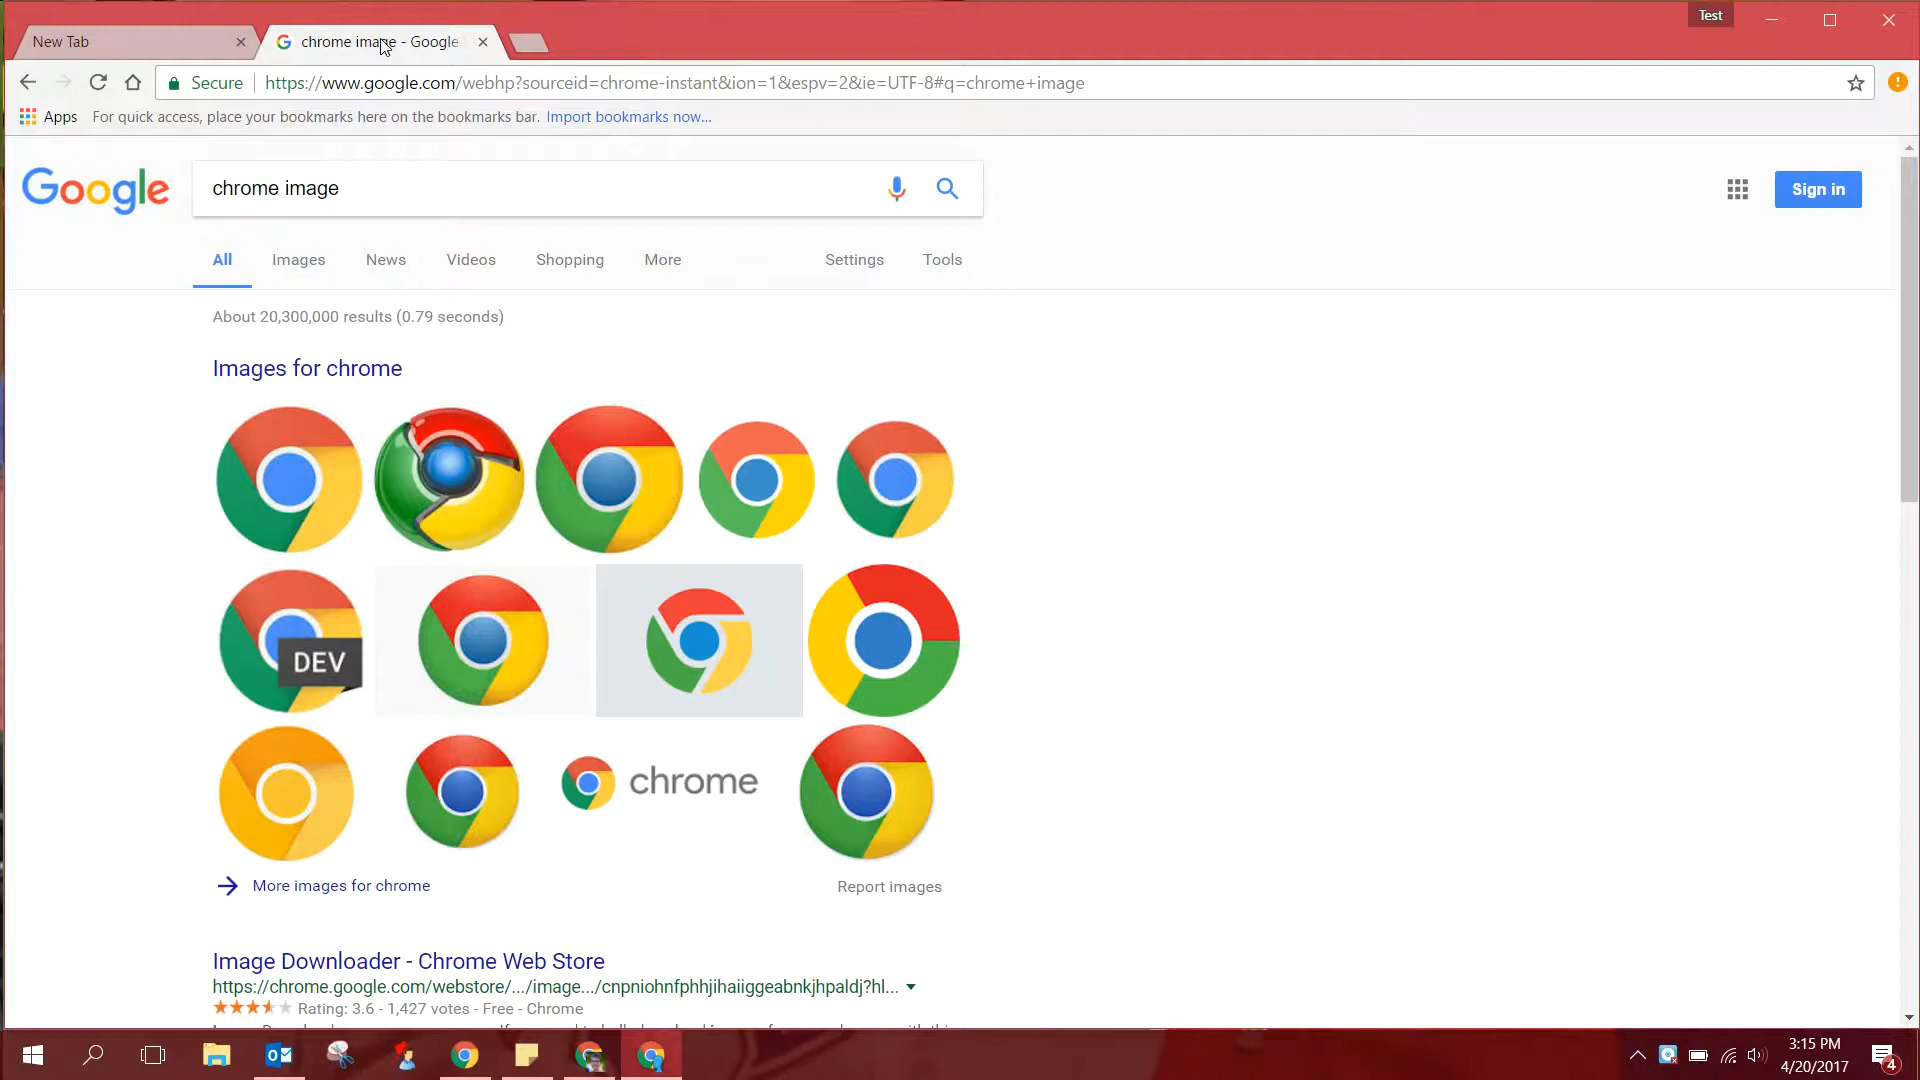 Test
New Tab
chrome image - Google
Secure
https://www.google.com/webhp?sourceid=chrome-instant&ion=1&espv=2&ie=UTF-8#q=chrome+image
Apps
For quick access, place your bookmarks here on the bookmarks bar. Import bookmarks now...
Google
chrome image
Sign in
All Images News Videos Shopping More Settings Tools
About 20,300,000 results (0.79 seconds)
Images for chrome
DEV
chrome
More images for chrome
Report images
Image Downloader - Chrome Web Store
https://chrome.google.com/webstore/.../image.../cnpniohnfphhjihaiiggeabnkjhpaldj?hl...
Rating: 3.6 - 1,427 votes - Free - Chrome
3:15 PM
4/20/2017
4